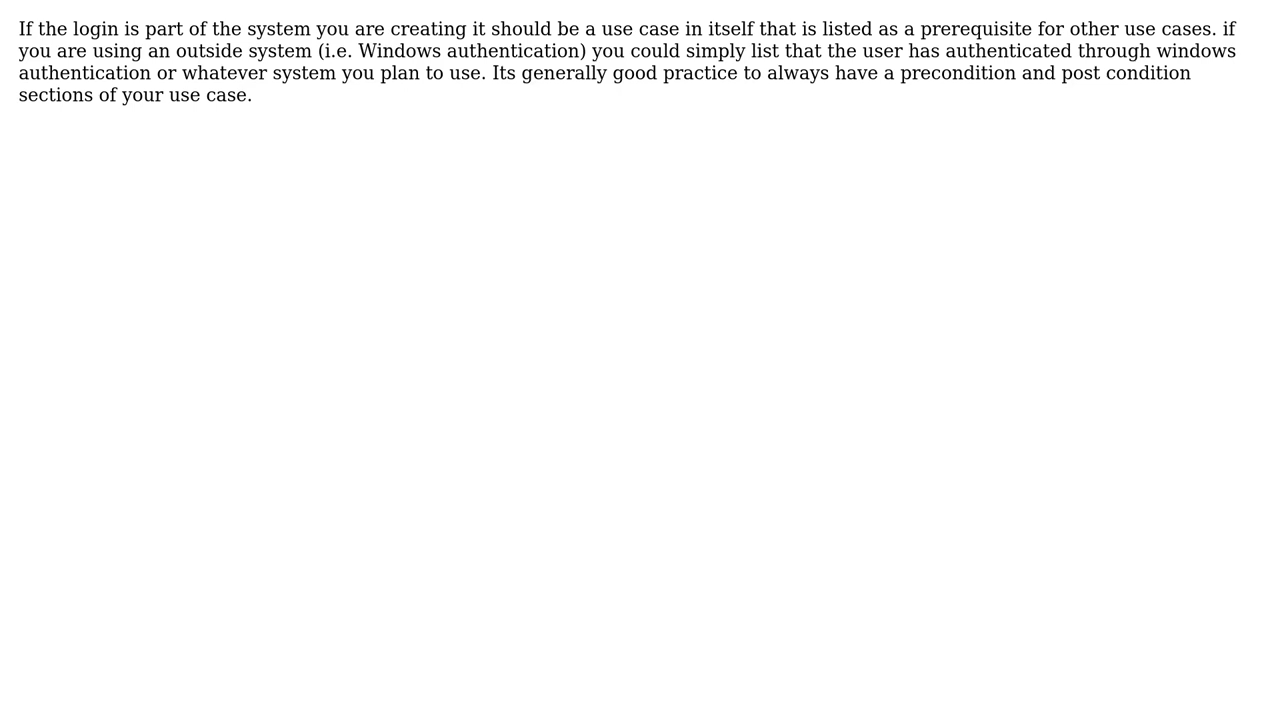 If the login is part of the system you are creating it should be a use case in itself that is listed as a prerequisite for other use cases. if
you are using an outside system (i.e. Windows authentication) you could simply list that the user has authenticated through windows
authentication or whatever system you plan to use. Its generally good practice to always have a precondition and post condition
sections of your use case.